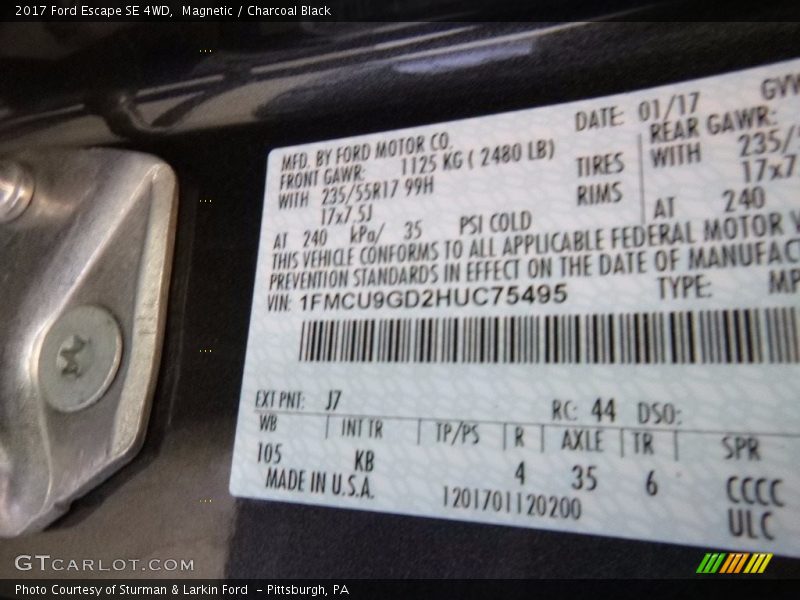 2017 Ford Escape SE 4WD, Magnetic / Charcoal Black
DATE: 01/17
MFD. BY FORD MOTOR CO.
FRONT GAWR: 1125 KG ( 2480 LB) REAR GAWR:
WITH 235/55R17 99H TIRES WITH
17x7.5J RIMS
AT 240 kPa/ 35 PSI COLD AT 240
THIS VEHICLE CONFORMS TO ALL APPLICABLE FEDERAL MOTOR
PREVENTION STANDARDS IN EFFECT ON THE DATE OF
VIN: 1FMCU9GD2HUC75495 TYPE:
EXT PNT: J7 RC: 44 DSO:
WB INT TR TP/PS R AXLE TR SPR
105 KB 4 35 6 CCCC
MADE IN U.S.A. 1201701120200 ULC
GTCARLOT.COM
Photo Courtesy of Sturman & Larkin Ford - Pittsburgh, PA